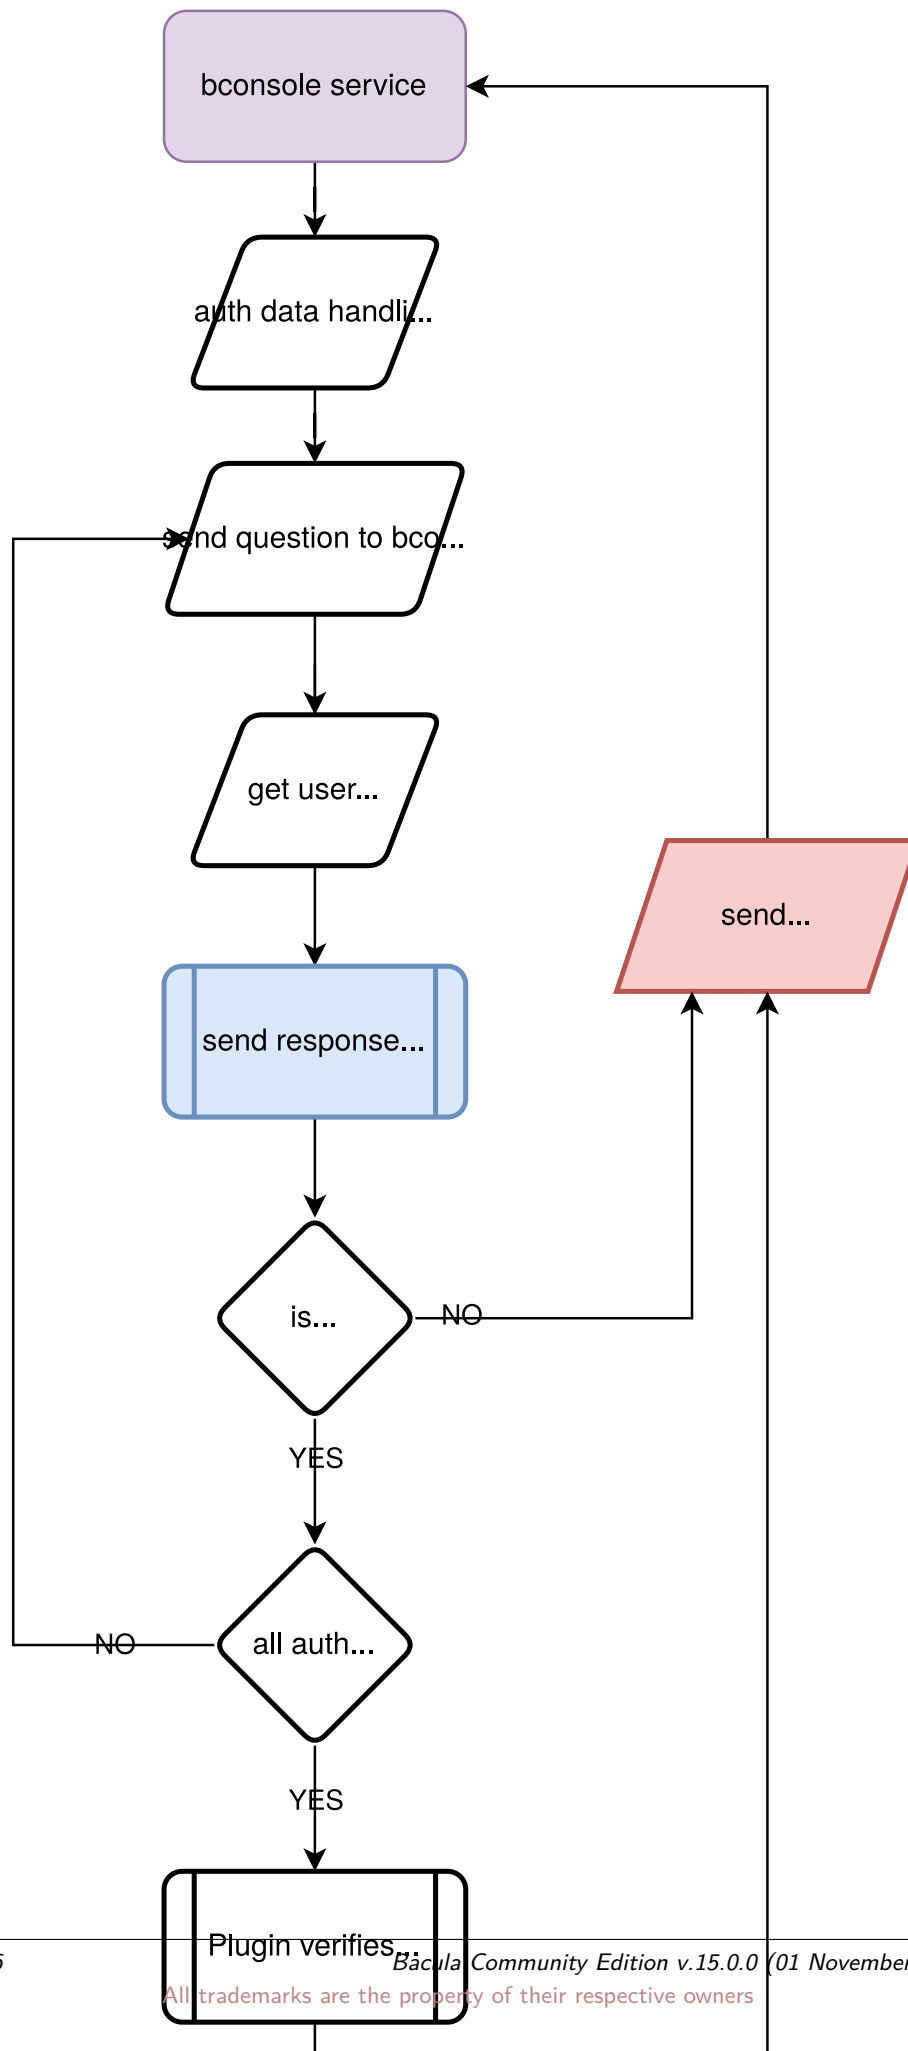 bconsole service
auth data handli...
send question to bco...
get user...
send...
send response...
is...
NO
YES
all auth...
NO
YES
Plugin verifies...
Bacula Community Edition v.15.0.0 (01 November
All trademarks are the property of their respective owners